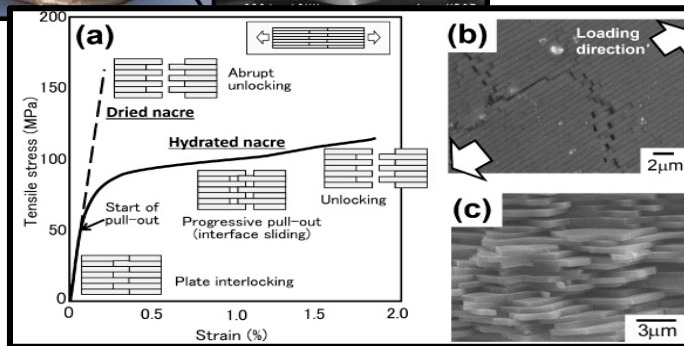 (a)
200
150
100
50
0
Tensile stress (MPa)
Abrupt
unlocking
Dried nacre
Hydrated nacre
Start of
pull-out
Progressive pull-out
(interface sliding)
Unlocking
Plate interlocking
0
0.5
1.0
1.5
2.0
Strain (%)
(b)
Loading
direction
2μm
(c)
3μm